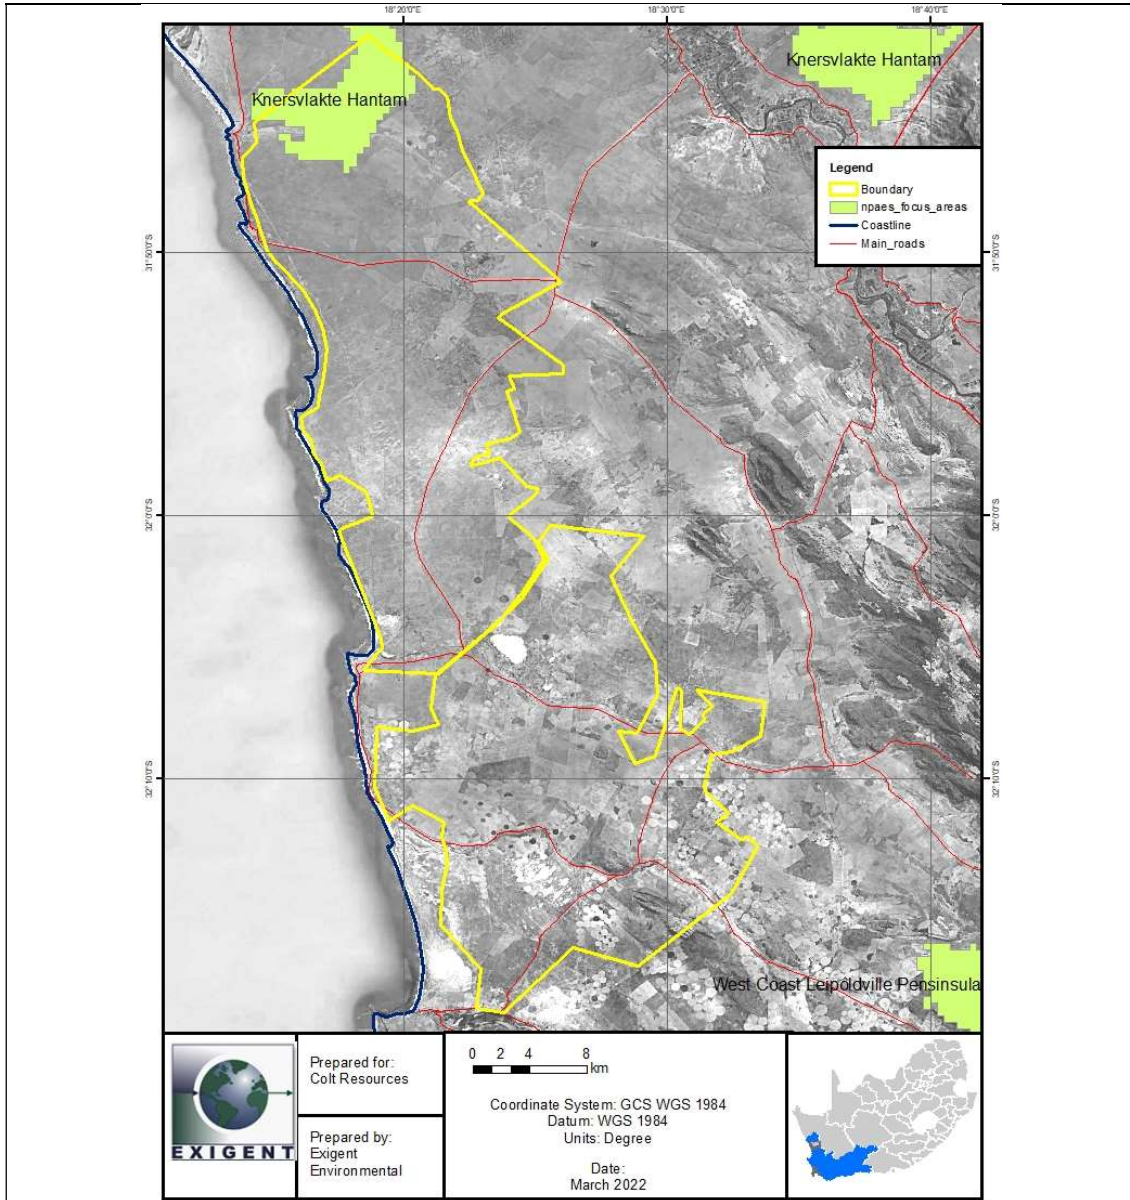 18°20'0"E
18°30'0"E
18°40'0"E
Knersvlakte Hantam
Knersvlakte Hantam
Legend
Boundary
npaes_focus_areas
Coastline
Main_roads
31°50'0"S
31°50'0"S
32°0'0"S
32°0'0"S
32°10'0"S
32°10'0"S
West Coast Leipoldville Pensinsula
EXIGENT
Prepared for:
Colt Resources
Prepared by:
Exigent
Environmental
0 2 4 8
km
Coordinate System: GCS WGS 1984
Datum: WGS 1984
Units: Degree
Date:
March 2022